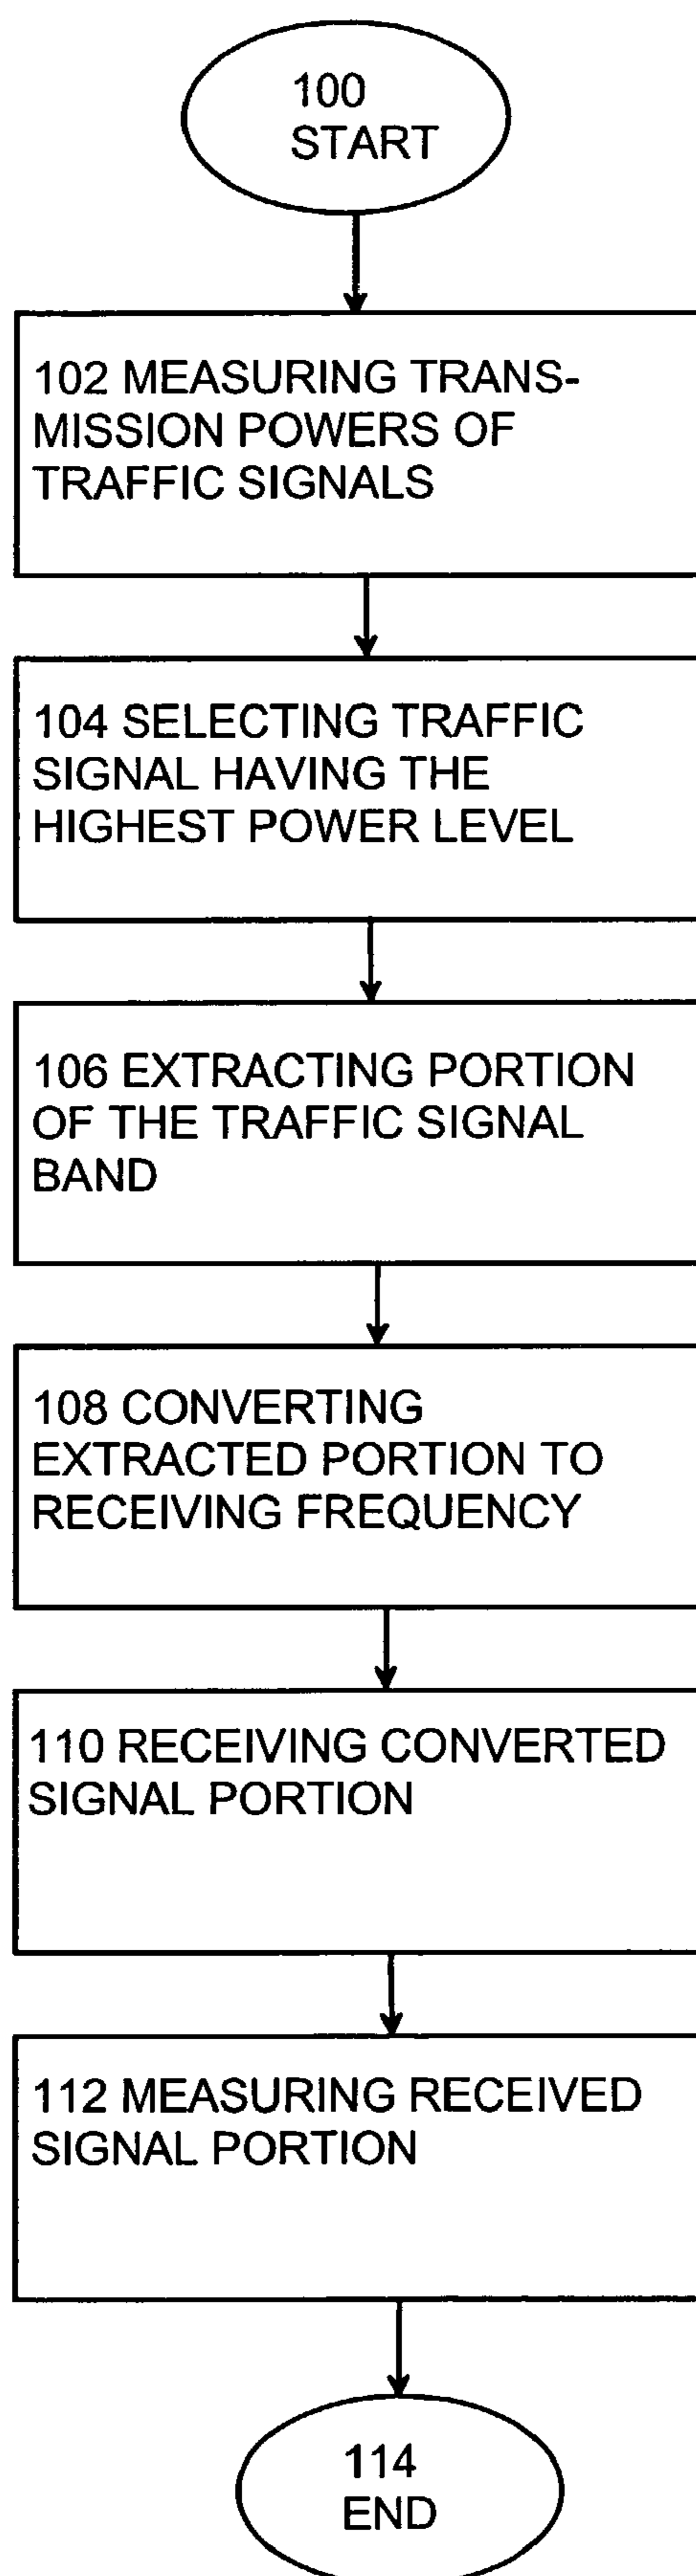 100
START
102 MEASURING TRANS-
MISSION POWERS OF
TRAFFIC SIGNALS
104 SELECTING TRAFFIC
SIGNAL HAVING THE
HIGHEST POWER LEVEL
106 EXTRACTING PORTION
OF THE TRAFFIC SIGNAL
BAND
108 CONVERTING
EXTRACTED PORTION TO
RECEIVING FREQUENCY
110 RECEIVING CONVERTED
SIGNAL PORTION
112 MEASURING RECEIVED
SIGNAL PORTION
114
END